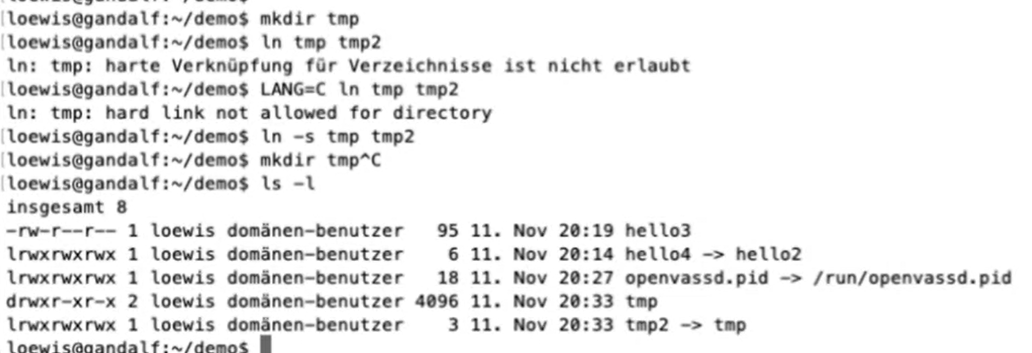 loewis@gandalf:~/demo$ mkdir tmp
loewis@gandalf:~/demo$ ln tmp tmp2
ln: tmp: harte Verknüpfung für Verzeichnisse ist nicht erlaubt
loewis@gandalf:~/demo$ LANG=C ln tmp tmp2
ln: tmp: hard link not allowed for directory
loewis@gandalf:~/demo$ ln -s tmp tmp2
loewis@gandalf:~/demo$ mkdir tmp^C
loewis@gandalf:~/demo$ ls -l
insgesamt 8
-rw-r--r-- 1 loewis domänen-benutzer   95 11. Nov 20:19 hello3
lrwxrwxrwx 1 loewis domänen-benutzer    6 11. Nov 20:14 hello4 -> hello2
lrwxrwxrwx 1 loewis domänen-benutzer   18 11. Nov 20:27 openvassd.pid -> /run/openvassd.pid
drwxr-xr-x 2 loewis domänen-benutzer 4096 11. Nov 20:33 tmp
lrwxrwxrwx 1 loewis domänen-benutzer    3 11. Nov 20:33 tmp2 -> tmp
loewis@gandalf:~/demo$